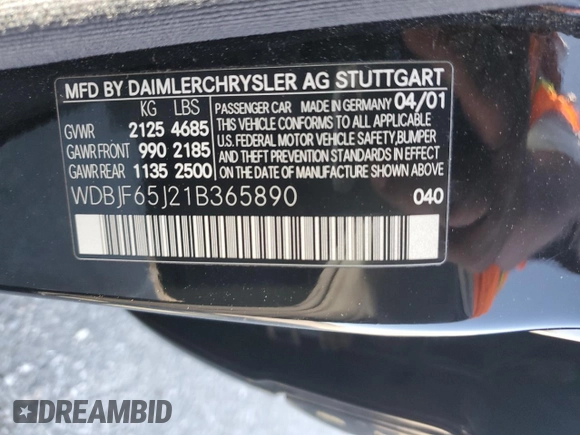 MFD BY DAIMLERCHRYSLER AG STUTTGART
KG LBS
GVWR 2125 4685
GAWR FRONT 990 2185
GAWR REAR 1135 2500
PASSENGER CAR MADE IN GERMANY 04/01
THIS VEHICLE CONFORMS TO ALL APPLICABLE
U.S. FEDERAL MOTOR VEHICLE SAFETY, BUMPER
AND THEFT PREVENTION STANDARDS IN EFFECT
ON THE DATE OF MANUFACTURE SHOWN ABOVE.
WDBJF65J21B365890 040
DREAMBID